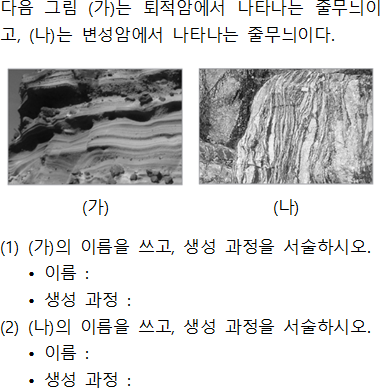 다음 그림 (가)는 퇴적암에서 나타나는 줄무늬이
고, (나)는 변성암에서 나타나는 줄무늬이다.
(가) (나)
(1) (가)의 이름을 쓰고, 생성 과정을 서술하시오.
• 이름 :
• 생성 과정 :
(2) (나)의 이름을 쓰고, 생성 과정을 서술하시오.
• 이름 :
• 생성 과정 :